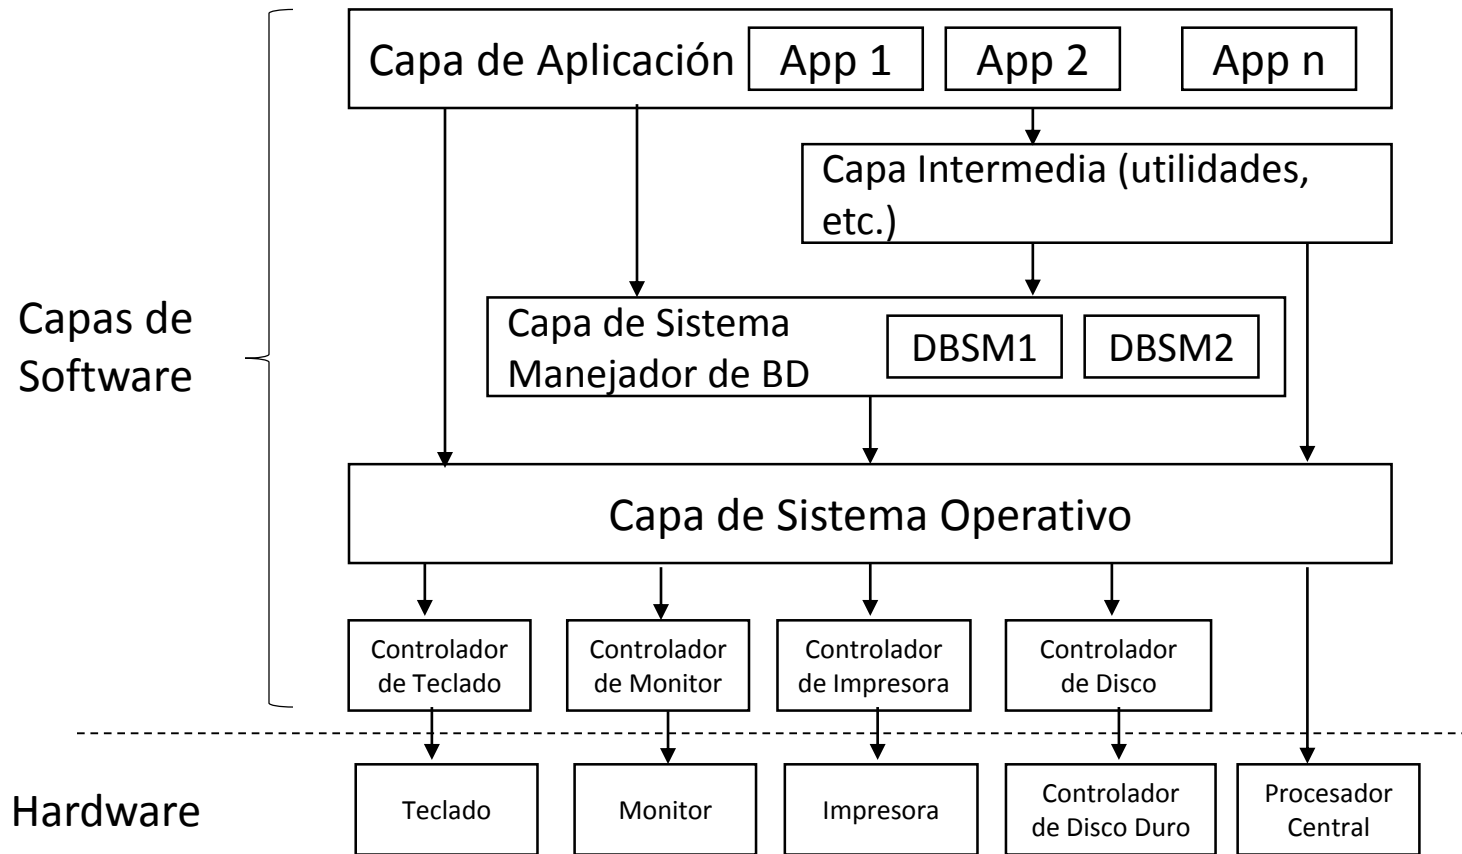 Capa de Aplicación
App 1
App 2
App n
Capa Intermedia (utilidades,
etc.)
Capas de
Software
Capa de Sistema
Manejador de BD
DBSM1
DBSM2
Capa de Sistema Operativo
Controlador
de Teclado
Controlador
de Monitor
Controlador
de Impresora
Controlador
de Disco
Hardware
Teclado
Monitor
Impresora
Controlador
de Disco Duro
Procesador
Central